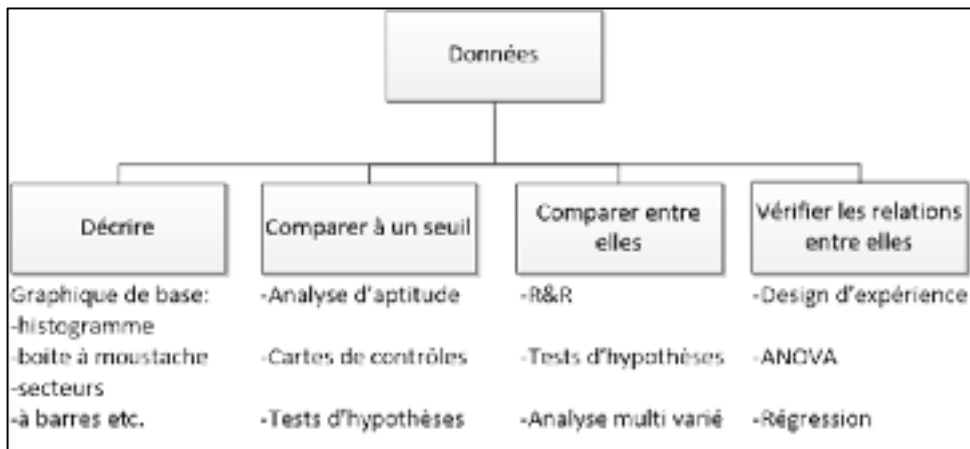 Données
Décrire
Graphique de base:
-histogramme
-boite à moustache
-secteurs
-à barres etc.
Comparer à un seuil
-Analyse d'aptitude
-Cartes de contrôles
-Tests d'hypothèses
Comparer entre
elles
-R&R
-Tests d'hypothèses
-Analyse multi varié
Vérifier les relations
entre elles
-Design d'expérience
-ANOVA
-Régression